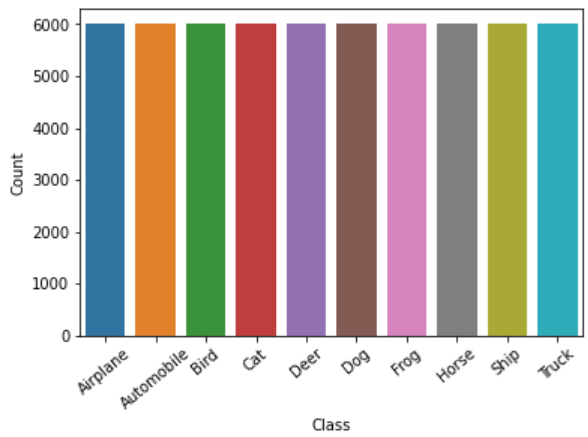 6000
5000
4000
3000
2000
1000
0
Count
Airplane
Automobile
Bird
Cat
Deer
Dog
Frog
Horse
Ship
Truck
Class